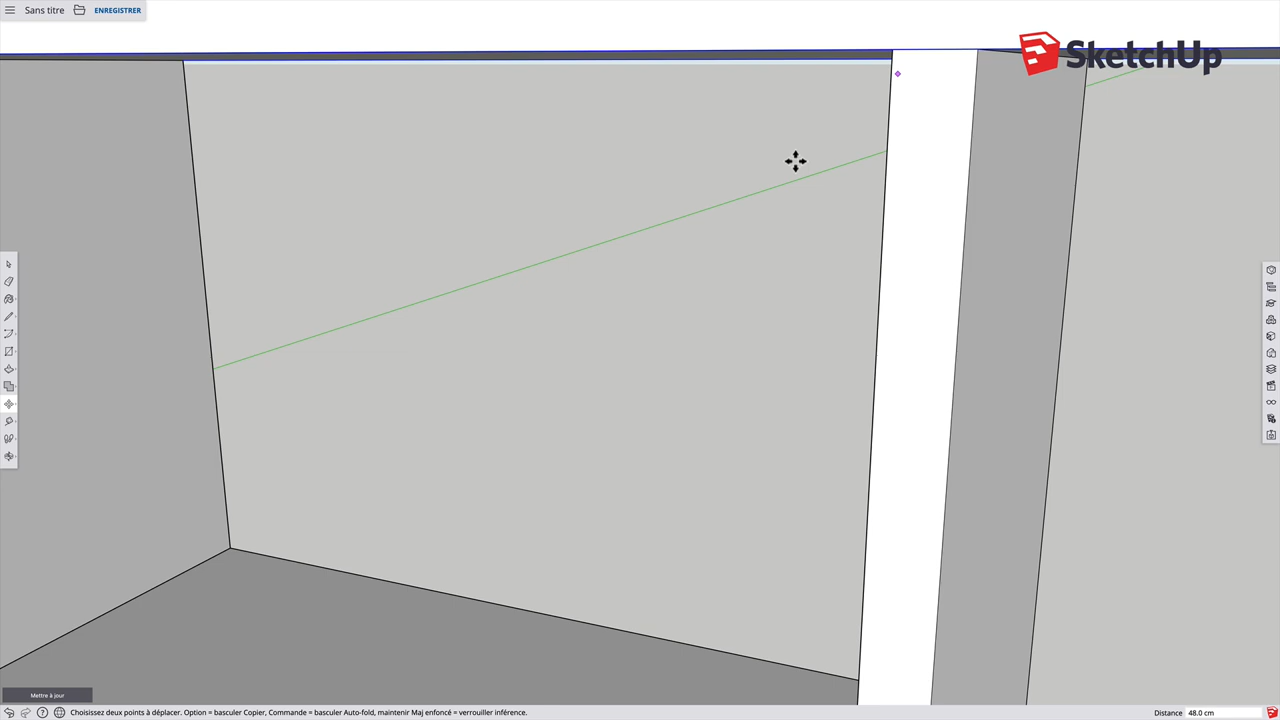 Sans titre
ENREGISTRER
SketchUp
Mettre à jour
Choisissez deux points à déplacer. Option = basculer Copier, Commande = basculer Auto-fold, maintenir Maj enfoncé = verrouiller inférence.
Distance 48.0 cm